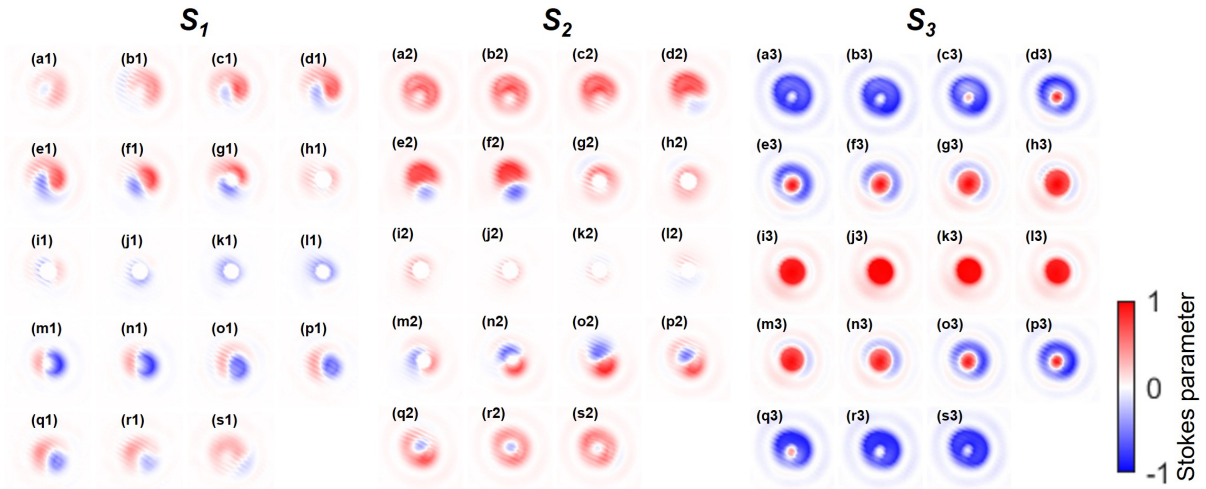 S1 S2 S3
(a1) (b1) (c1) (d1) (a2) (b2) (c2) (d2) (a3) (b3) (c3) (d3)
(e1) (f1) (g1) (h1) (e2) (f2) (g2) (h2) (e3) (f3) (g3) (h3)
(i1) (j1) (k1) (l1) (i2) (j2) (k2) (l2) (i3) (j3) (k3) (l3)
(m1) (n1) (o1) (p1) (m2) (n2) (o2) (p2) (m3) (n3) (o3) (p3)
(q1) (r1) (s1) (q2) (r2) (s2) (q3) (r3) (s3)
1
0
-1
Stokes parameter